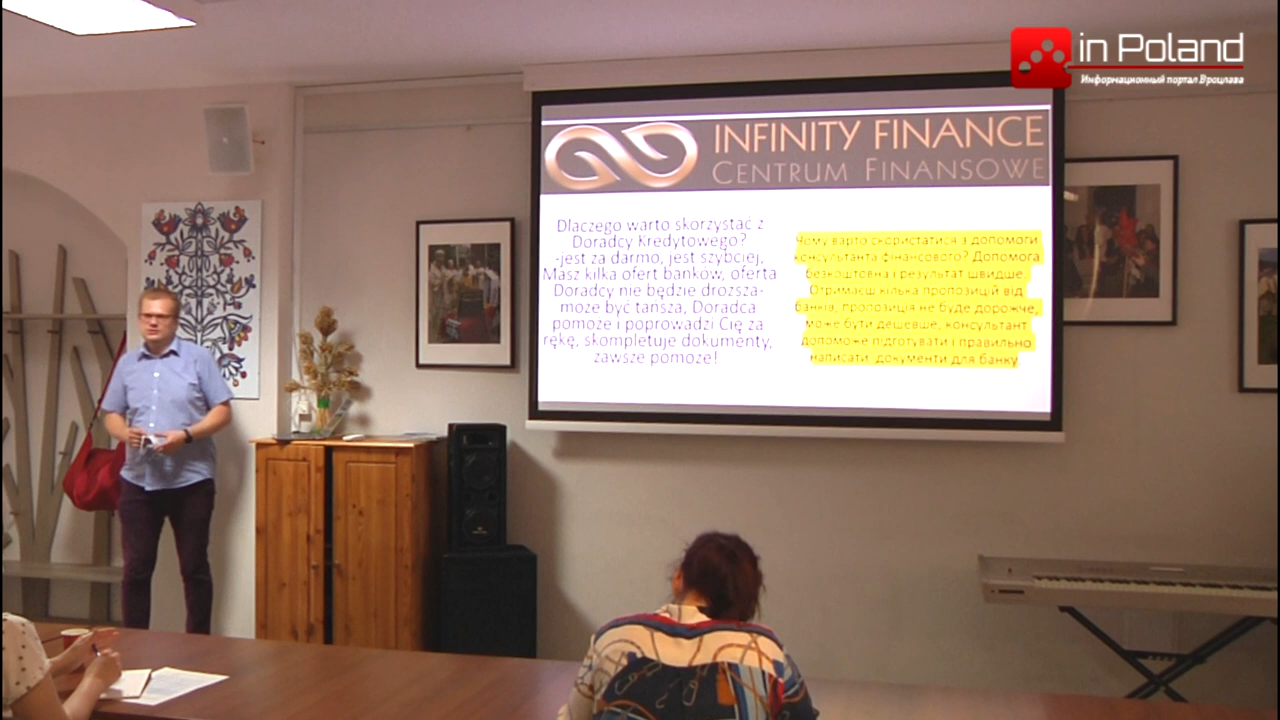 in Poland
Информационный портал Вроцлава
INFINITY FINANCE
CENTRUM FINANSOWE
Dlaczego warto skorzystać z
Doradcy Kredytowego?
-jest za darmo, jest szybciej,
Masz kilka ofert banków, oferta
Doradcy nie będzie droższa-
może być tańsza, Doradca
pomoże i poprowadzi Cię za
rękę, skompletuje dokumenty,
zawsze pomoże!
Чому варто скористатися з допомоги
консультанта фінансового? Допомога
безкоштовна і результат швидше.
Отримаєш кілька пропозицій від
банків, пропозиція не буде дорожче,
може бути дешевше, консультант
допоможе підготувати і правильно
написати документи для банку